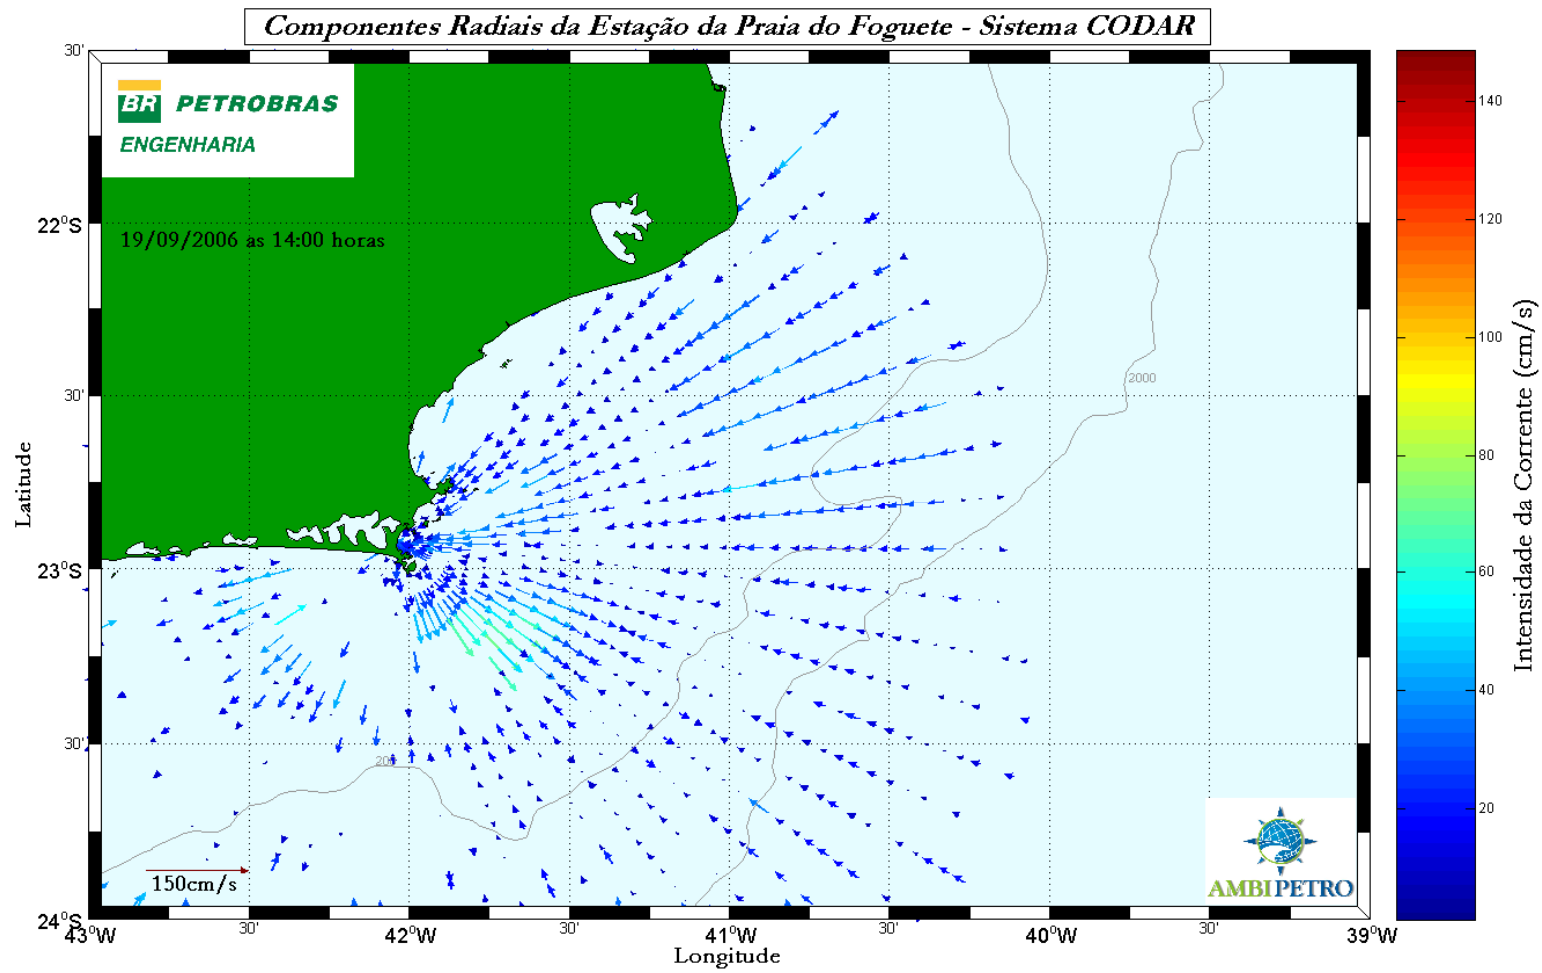 Componentes Radiais da Estação da Praia do Foguete - Sistema CODAR
BR PETROBRAS
ENGENHARIA
19/09/2006 as 14:00 horas
30'
22°S
30'
23°S
30'
24°S
Latitude
43°W
30'
42°W
30'
41°W
30'
40°W
30'
39°W
Longitude
2000
200
150cm/s
AMBIPETRO
140
120
100
80
60
40
20
Intensidade da Corrente (cm/s)